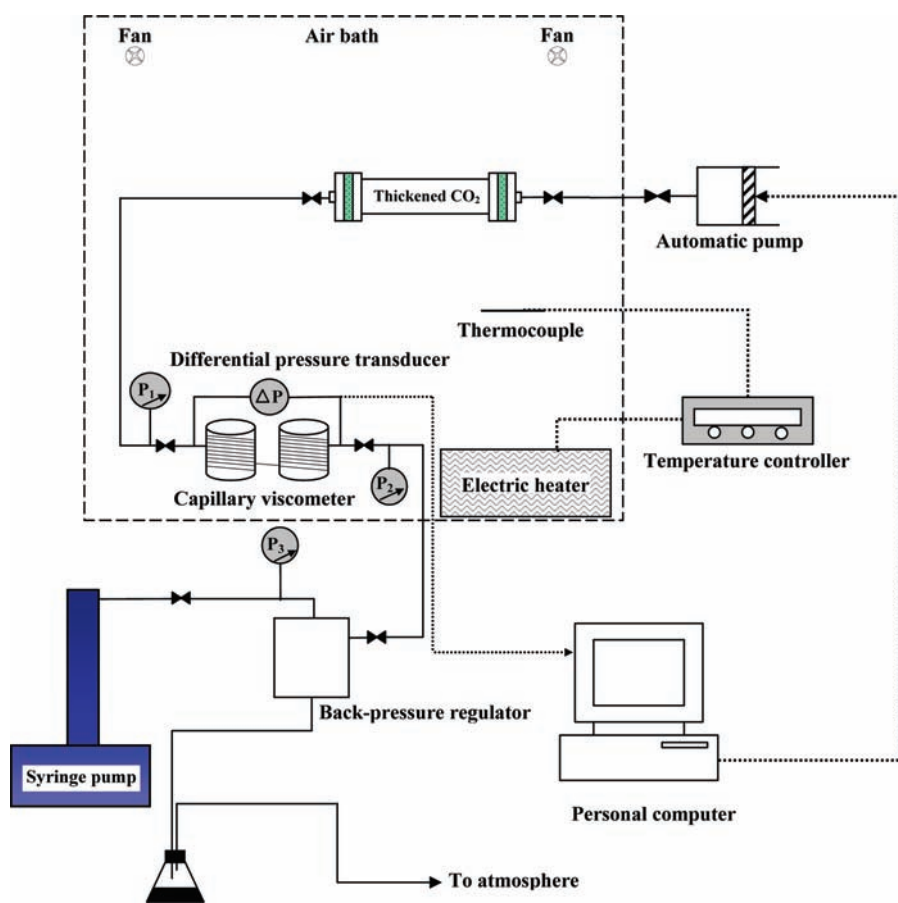 Fan
Air bath
Fan
Thickened CO₂
Automatic pump
Thermocouple
Differential pressure transducer
P₁
ΔP
P₂
Capillary viscometer
Electric heater
Temperature controller
P₃
Back-pressure regulator
Syringe pump
Personal computer
To atmosphere